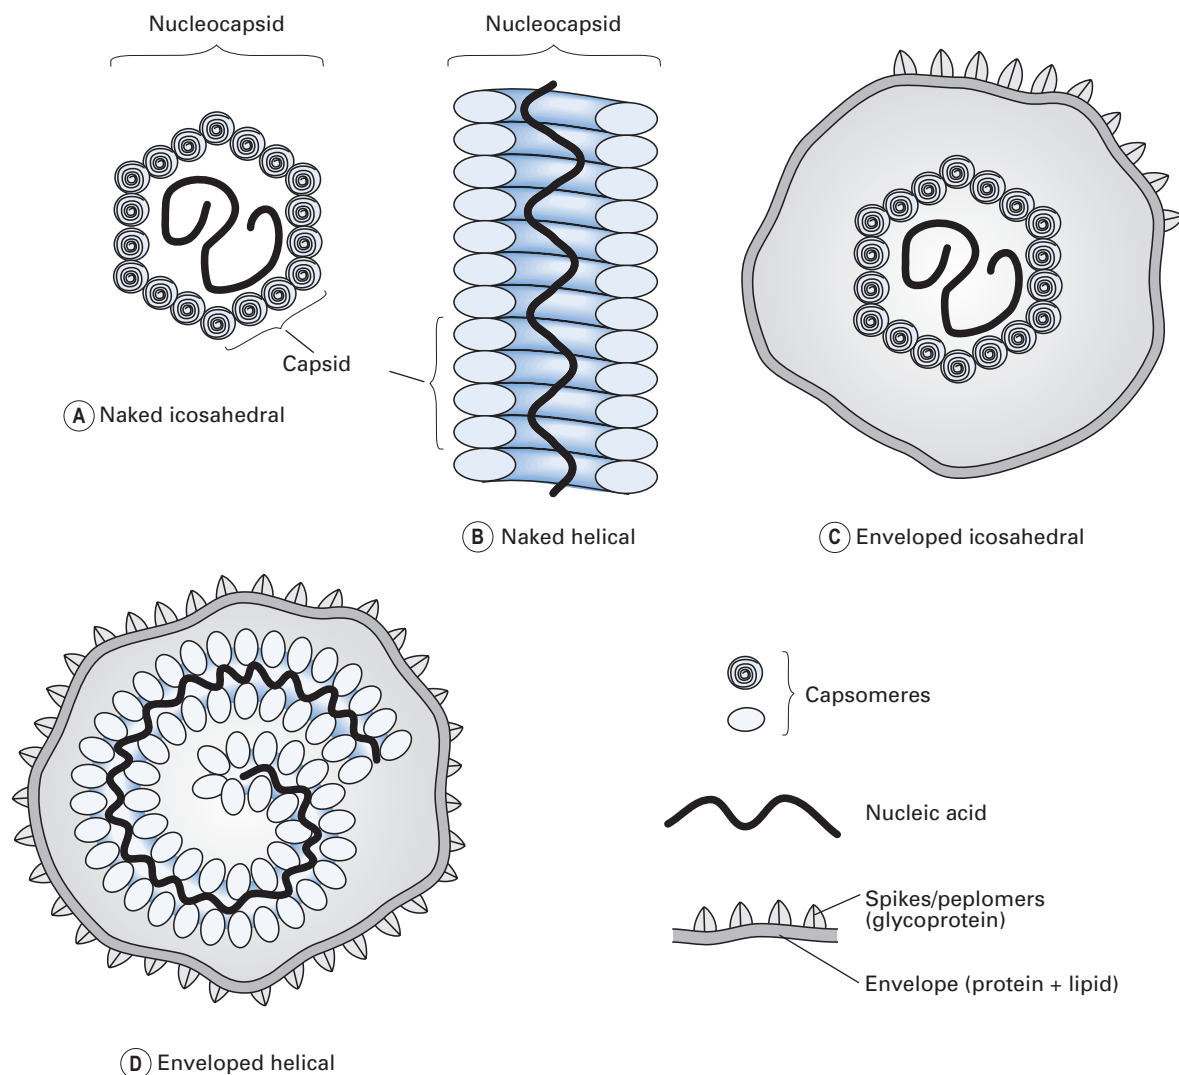 Nucleocapsid
Nucleocapsid
Capsid
A Naked icosahedral
B Naked helical
C Enveloped icosahedral
Capsomeres
Nucleic acid
Spikes/peplomers
(glycoprotein)
Envelope (protein + lipid)
D Enveloped helical